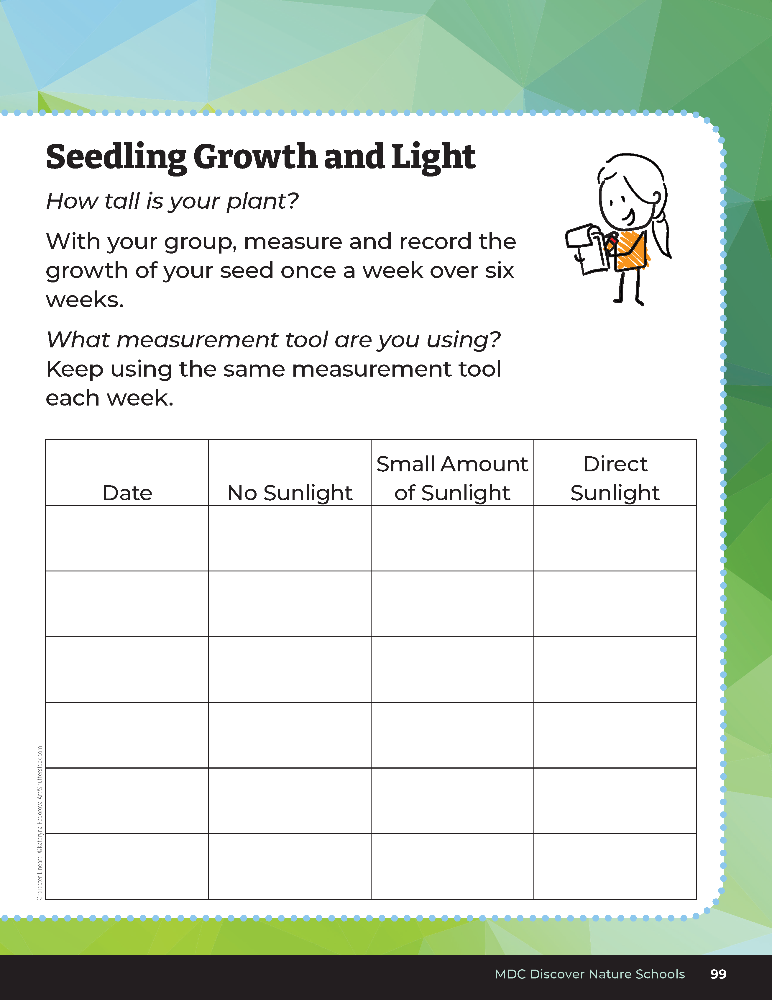 Seedling Growth and Light
How tall is your plant?
With your group, measure and record the
growth of your seed once a week over six
weeks.
What measurement tool are you using?
Keep using the same measurement tool
each week.
Date
No Sunlight
Small Amount
of Sunlight
Direct
Sunlight
Character Lineart: @Kateryna Fedorova Art/Shutterstock.com
MDC Discover Nature Schools 99